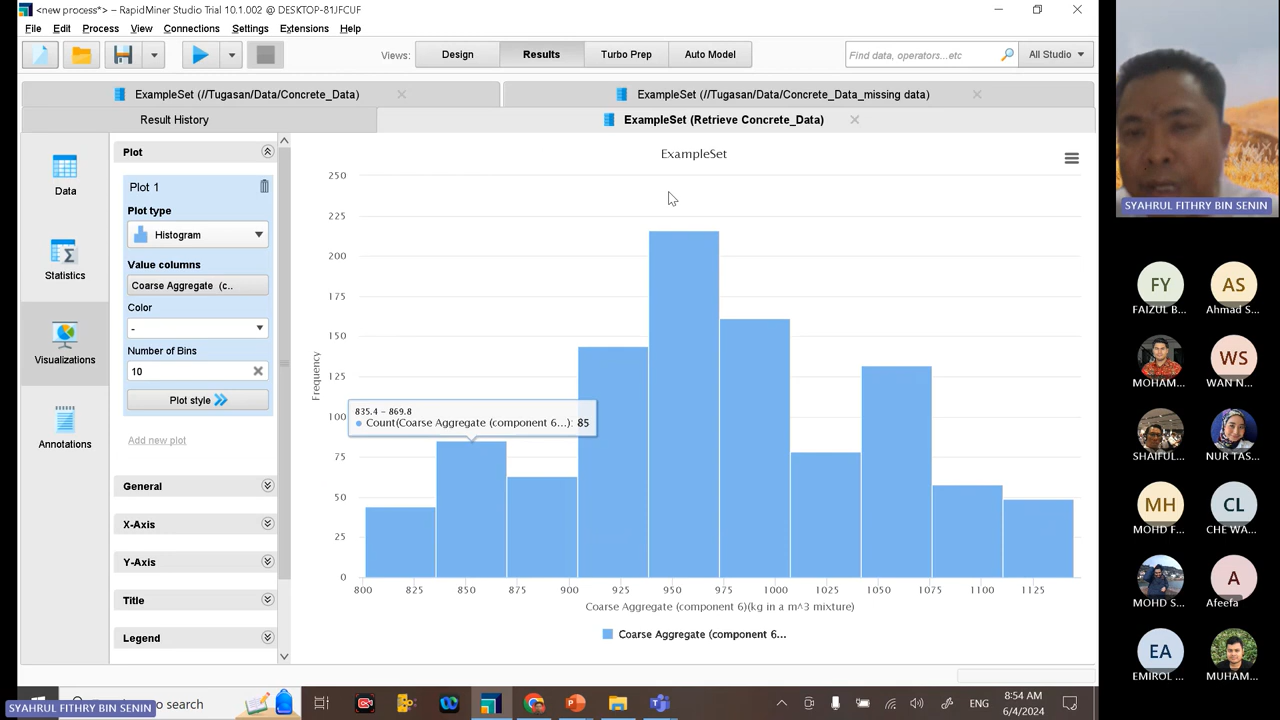 <new process*> – RapidMiner Studio Trial 10.1.002 @ DESKTOP-81JFCUF
File Edit Process View Connections Settings Extensions Help
Views: Design Results Turbo Prep Auto Model Find data, operators...etc All Studio
ExampleSet (//Tugasan/Data/Concrete_Data) ExampleSet (//Tugasan/Data/Concrete_Data_missing data)
Result History ExampleSet (Retrieve Concrete_Data)
Data
Statistics
Visualizations
Annotations
Plot
Plot 1
Plot type
Histogram
Value columns
Coarse Aggregate (c..
Color
-
Number of Bins
10
Plot style
Add new plot
General
X-Axis
Y-Axis
Title
Legend
ExampleSet
250
225
200
175
150
125
100
75
50
25
0
Frequency
835.4 – 869.8
Count(Coarse Aggregate (component 6...): 85
800 825 850 875 900 925 950 975 1000 1025 1050 1075 1100 1125
Coarse Aggregate (component 6)(kg in a m^3 mixture)
Coarse Aggregate (component 6...
SYAHRUL FITHRY BIN SENIN
FY AS
FAIZUL B... Ahmad S...
WS
MOHAM... WAN N...
SHAIFUL... NUR TAS...
MH CL
MOHD F... CHE WA...
A
MOHD S... Afeefa
EA
EMIROL ... MUHAM...
SYAHRUL FITHRY BIN SENIN
search
ENG
8:54 AM
6/4/2024